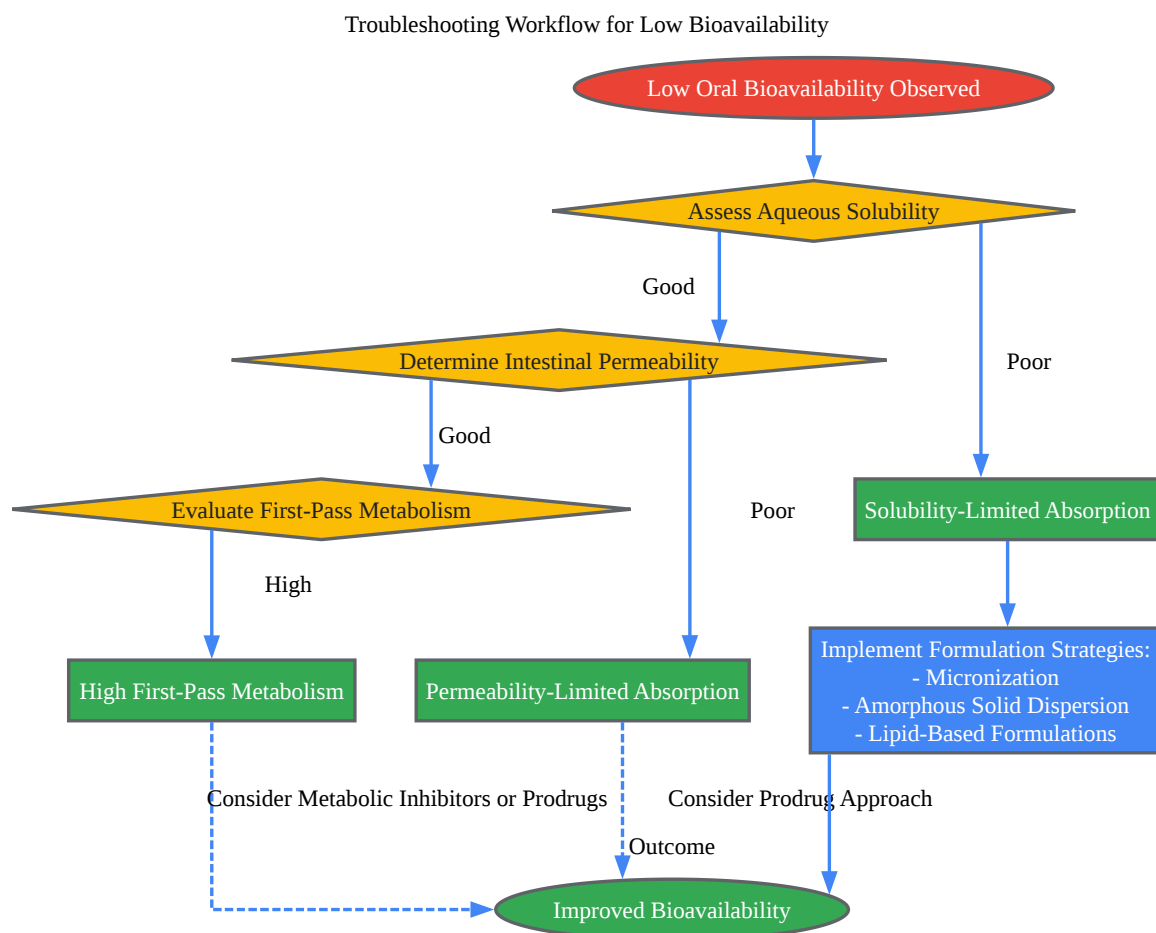 Troubleshooting Workflow for Low Bioavailability
Low Oral Bioavailability Observed
Assess Aqueous Solubility
Good
Determine Intestinal Permeability
Poor
Good
Evaluate First-Pass Metabolism
Poor
Solubility-Limited Absorption
High
High First-Pass Metabolism
Permeability-Limited Absorption
Implement Formulation Strategies:
- Micronization
- Amorphous Solid Dispersion
- Lipid-Based Formulations
Consider Metabolic Inhibitors or Prodrugs
Consider Prodrug Approach
Outcome
Improved Bioavailability